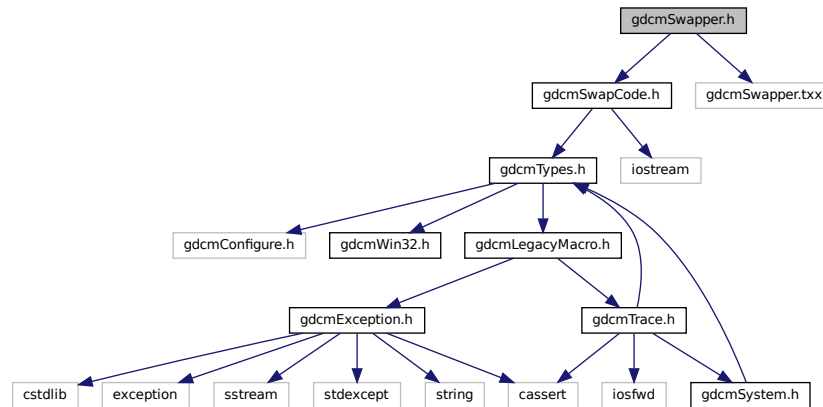 gdcmSwapper.h
gdcmSwapCode.h
gdcmSwapper.txx
gdcmTypes.h
iostream
gdcmConfigure.h
gdcmWin32.h
gdcmLegacyMacro.h
gdcmException.h
gdcmTrace.h
cstdlib
exception
sstream
stdexcept
string
cassert
iosfwd
gdcmSystem.h